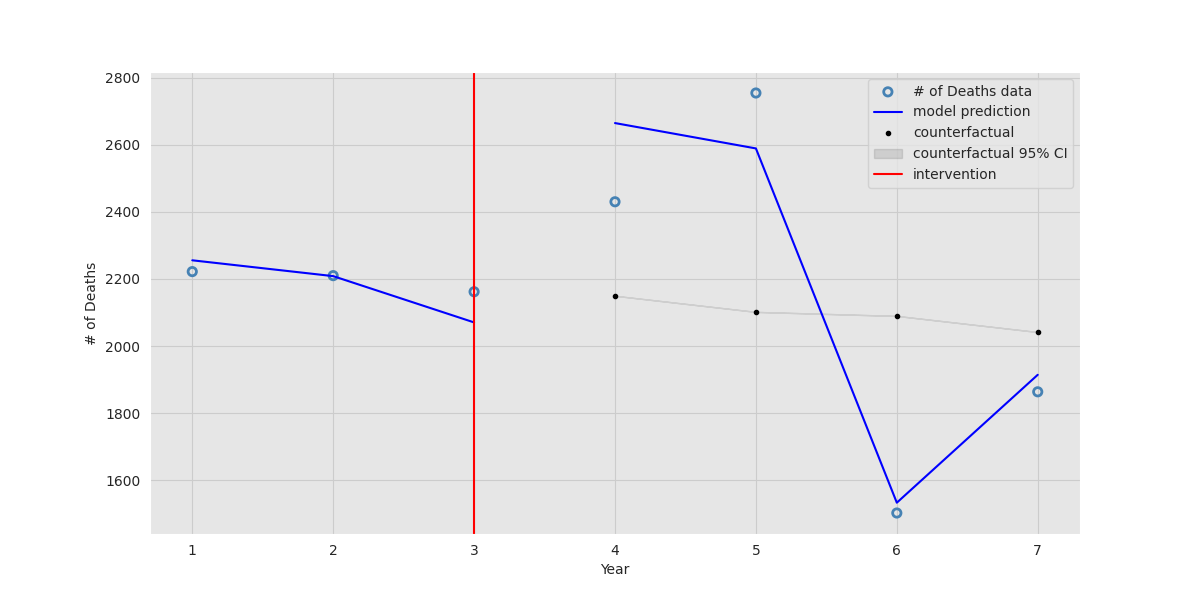 2800
2600
2400
2200
2000
1800
1600
# of Deaths
# of Deaths data
model prediction
counterfactual
counterfactual 95% CI
intervention
1 2 3 4 5 6 7
Year